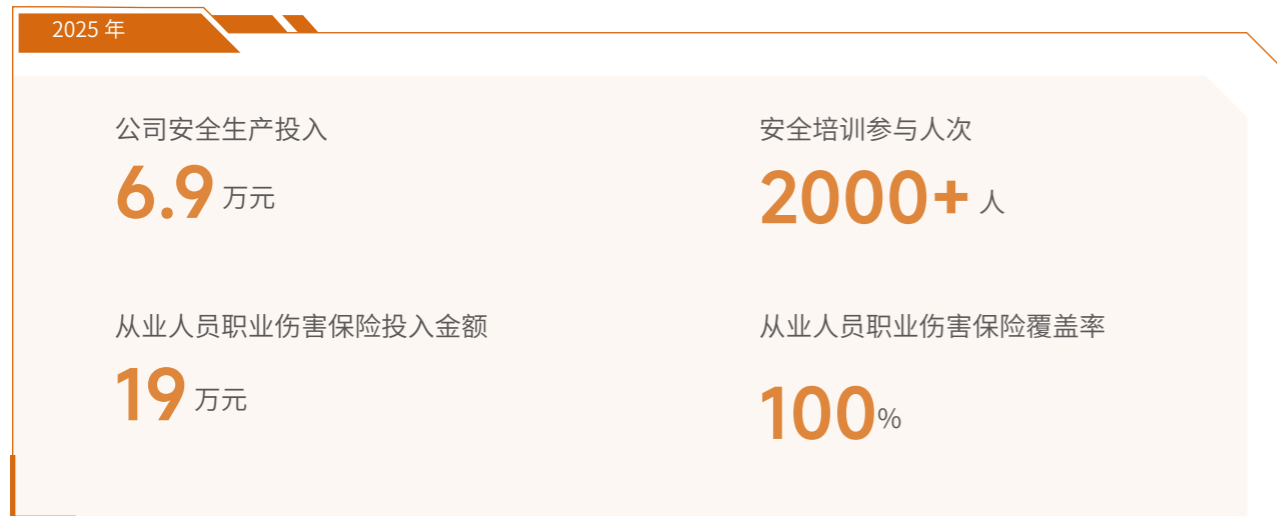 2025 年
公司安全生产投入
6.9 万元
安全培训参与人次
2000+ 人
从业人员职业伤害保险投入金额
19 万元
从业人员职业伤害保险覆盖率
100%